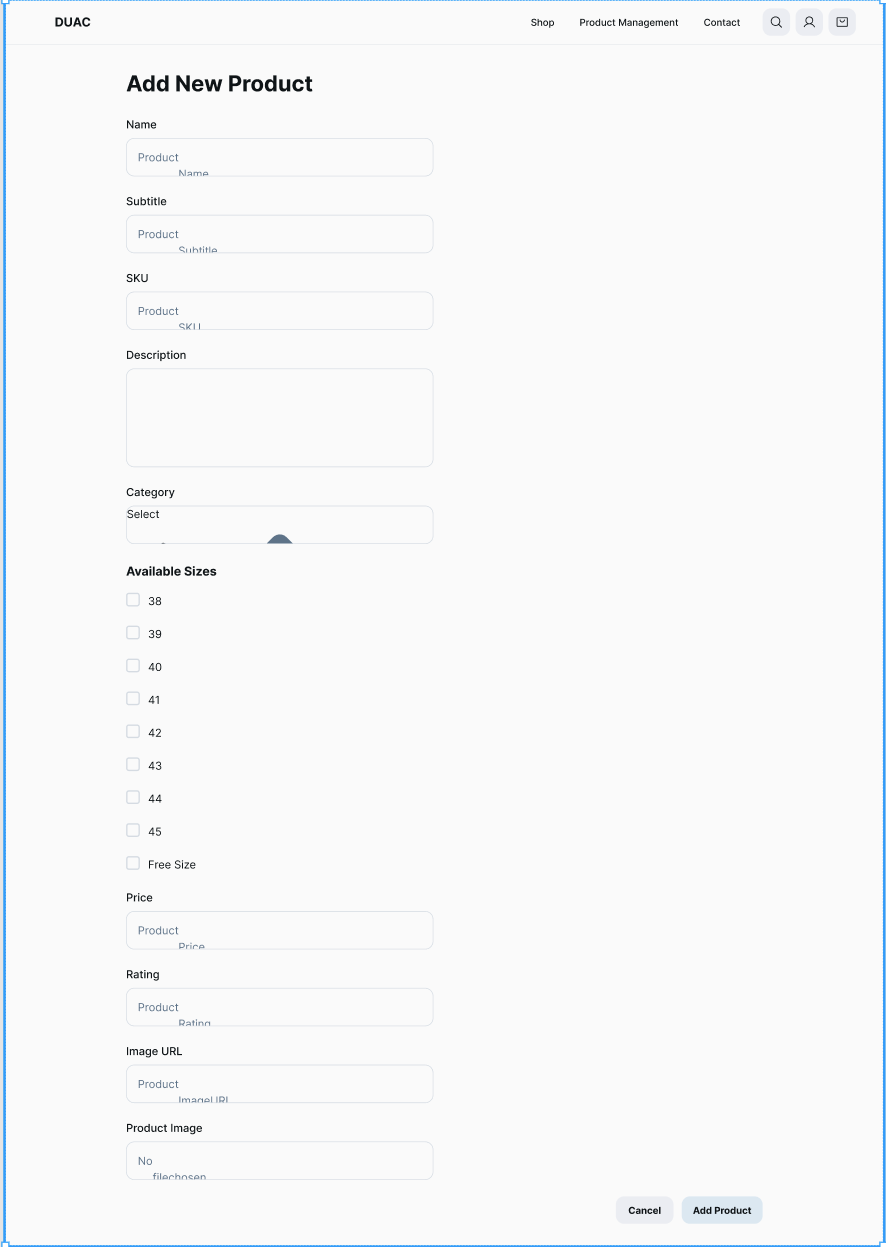 DUAC
Shop
Product Management
Contact
Add New Product
Name
Product
Name
Subtitle
Product
Subtitle
SKU
Product
SKU
Description
Category
Select
Available Sizes
38
39
40
41
42
43
44
45
Free Size
Price
Product
Price
Rating
Product
Rating
Image URL
Product
ImageURL
Product Image
No
filechosen
Cancel
Add Product